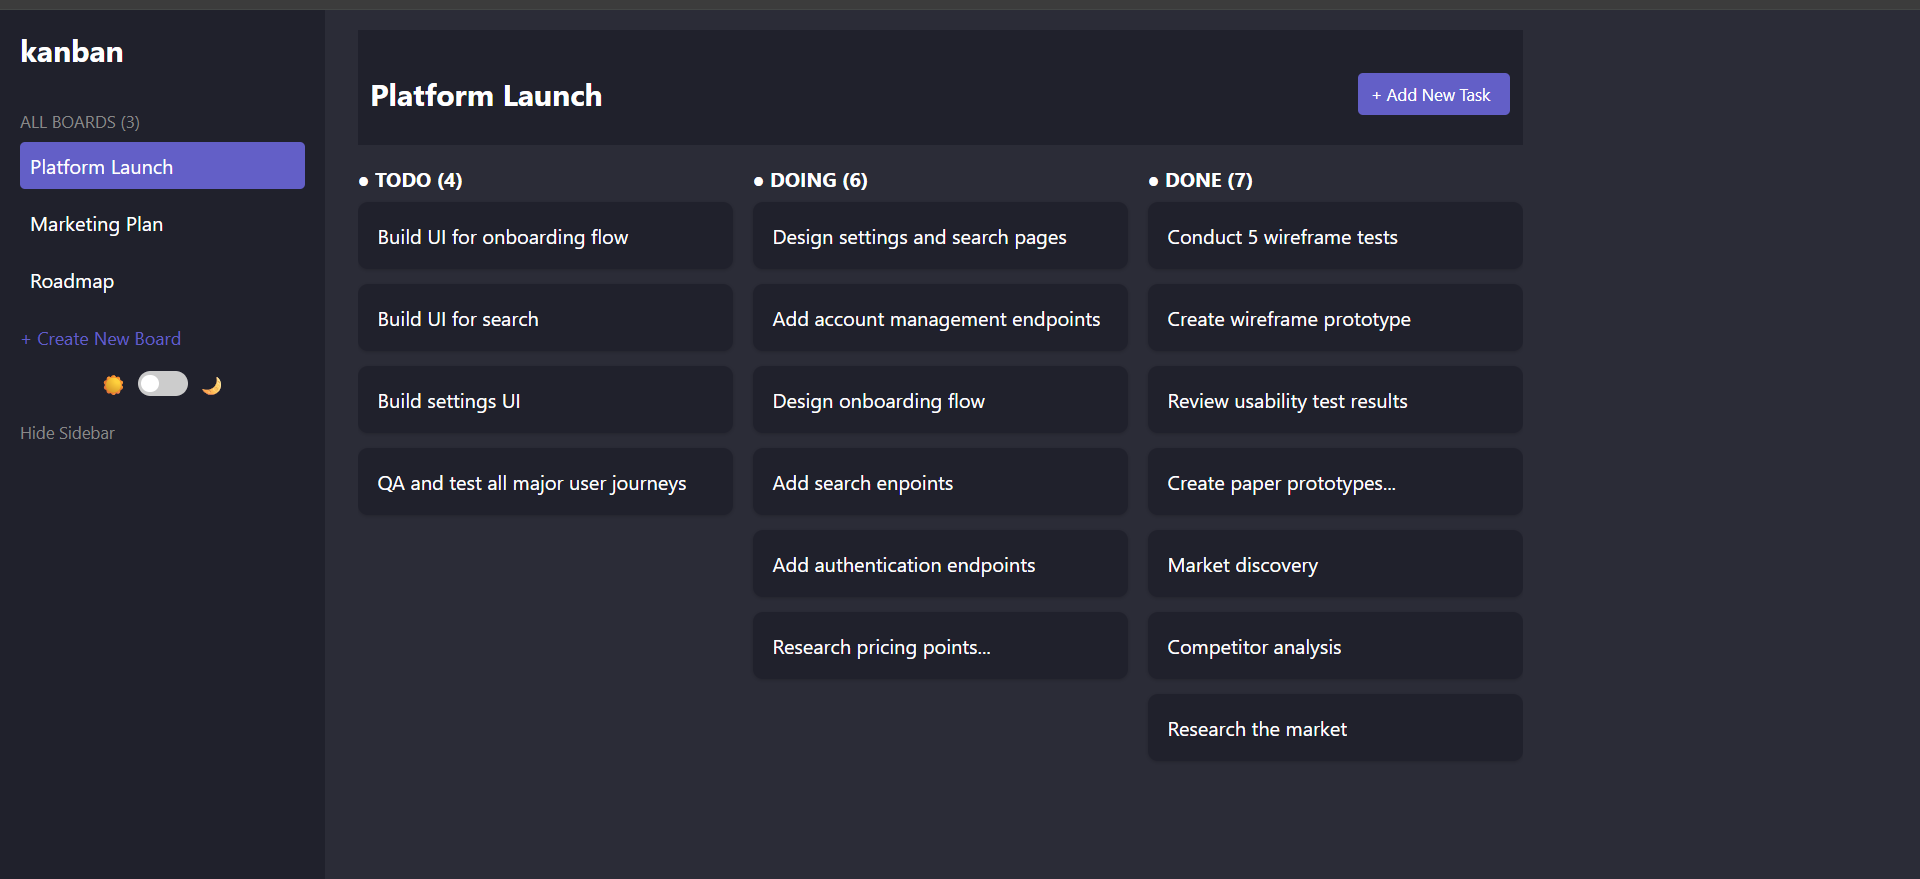 kanban
ALL BOARDS (3)
Platform Launch
Marketing Plan
Roadmap
+ Create New Board
Hide Sidebar
Platform Launch
+ Add New Task
● TODO (4)
Build UI for onboarding flow
Build UI for search
Build settings UI
QA and test all major user journeys
● DOING (6)
Design settings and search pages
Add account management endpoints
Design onboarding flow
Add search enpoints
Add authentication endpoints
Research pricing points...
● DONE (7)
Conduct 5 wireframe tests
Create wireframe prototype
Review usability test results
Create paper prototypes...
Market discovery
Competitor analysis
Research the market